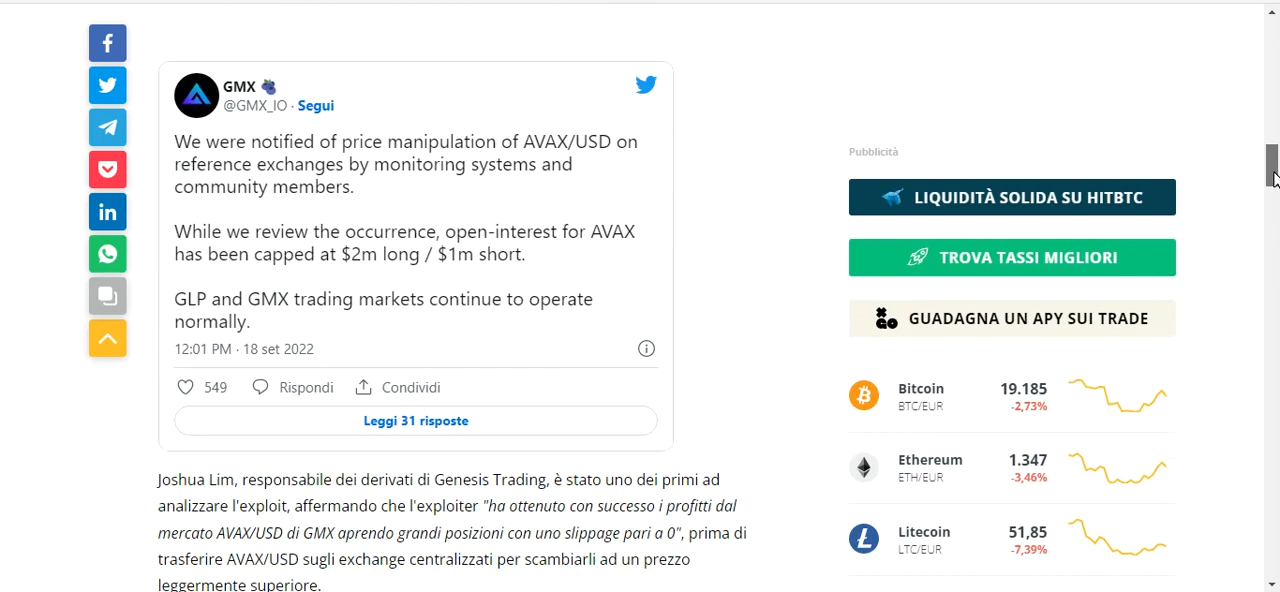 GMX
@GMX_IO · Segui
We were notified of price manipulation of AVAX/USD on
reference exchanges by monitoring systems and
community members.
While we review the occurrence, open-interest for AVAX
has been capped at $2m long / $1m short.
GLP and GMX trading markets continue to operate
normally.
12:01 PM · 18 set 2022
549 Rispondi Condividi
Leggi 31 risposte
Joshua Lim, responsabile dei derivati di Genesis Trading, è stato uno dei primi ad
analizzare l'exploit, affermando che l'exploiter "ha ottenuto con successo i profitti dal
mercato AVAX/USD di GMX aprendo grandi posizioni con uno slippage pari a 0", prima di
trasferire AVAX/USD sugli exchange centralizzati per scambiarli ad un prezzo
leggermente superiore.
Pubblicità
LIQUIDITÀ SOLIDA SU HITBTC
TROVA TASSI MIGLIORI
GUADAGNA UN APY SUI TRADE
Bitcoin 19.185
BTC/EUR -2,73%
Ethereum 1.347
ETH/EUR -3,46%
Litecoin 51,85
LTC/EUR -7,39%